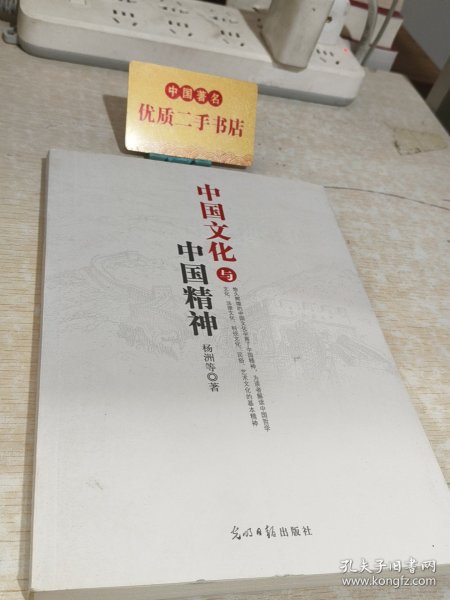 中国著名
优质二手书店
中国文化与
中国精神
杨洲等◎著
光明日报出版社
孔夫子旧书网
www.kongfz.com